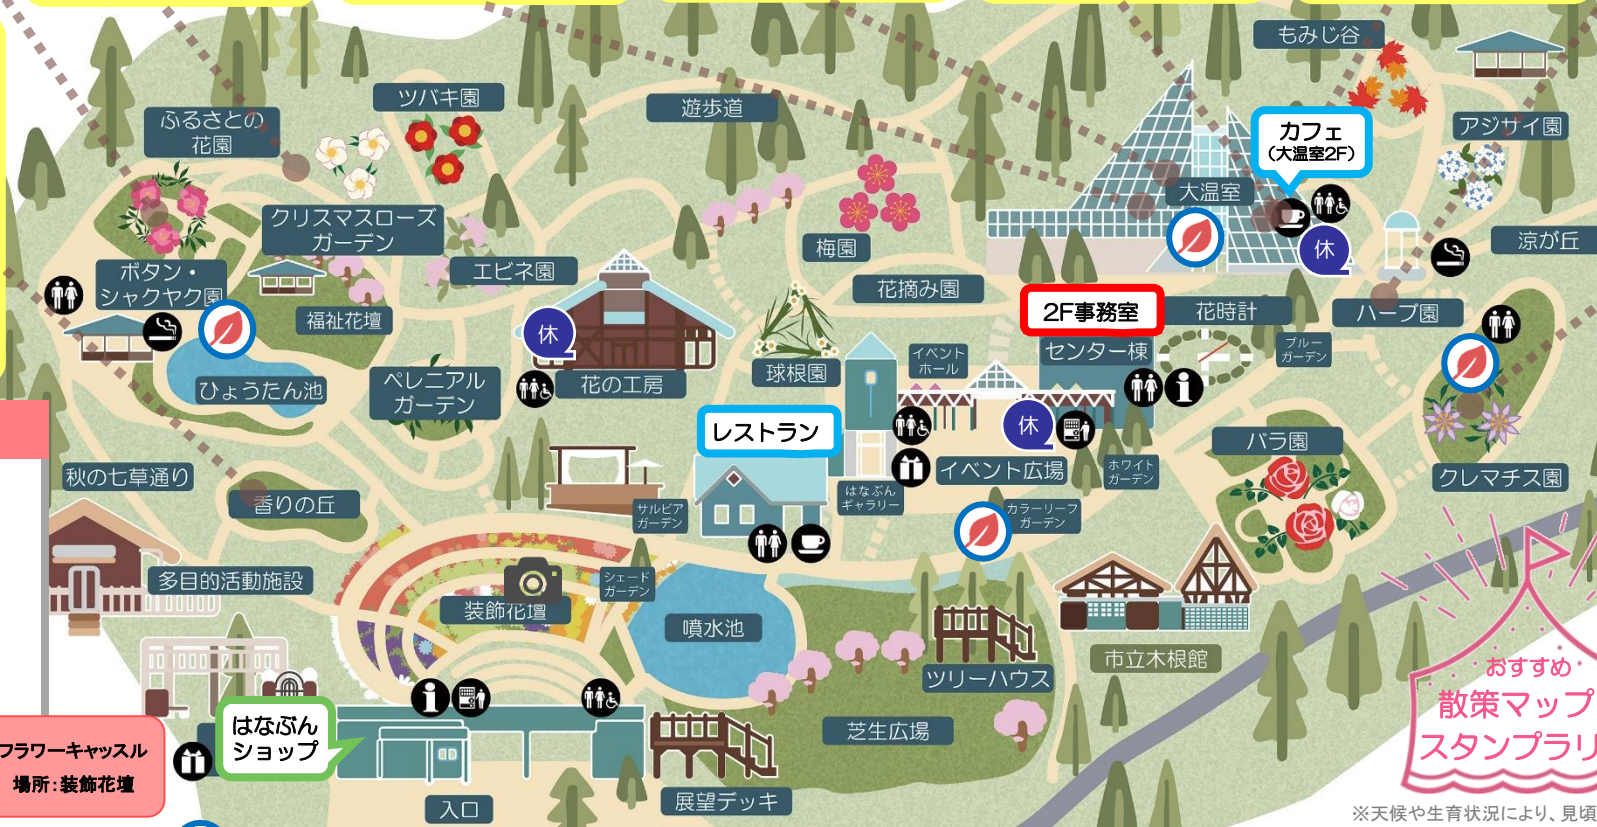 もみじ谷
ツバキ園
遊歩道
ふるさとの
花園
カフェ
(大温室2F)
アジサイ園
大温室
クリスマスローズ
ガーデン
梅園
涼が丘
エビネ園
ボタン・
シャクヤク園
花摘み園
休
福祉花壇
2F事務室
花時計
ハーブ園
休
ブルー
ガーデン
イベント
ホール
センター棟
ひょうたん池
ペレニアル
ガーデン
花の工房
球根園
レストラン
休
バラ園
秋の七草通り
イベント広場
ホワイト
ガーデン
クレマチス園
香りの丘
はなぶん
ギャラリー
サルビア
ガーデン
カラーリーフ
ガーデン
多目的活動施設
シェード
ガーデン
装飾花壇
噴水池
市立木根館
ツリーハウス
おすすめ
散策マップ
スタンプラリ
はなぶん
ショップ
芝生広場
フラワーキャッスル
場所：装飾花壇
入口
展望デッキ
※天候や生育状況により、見頃